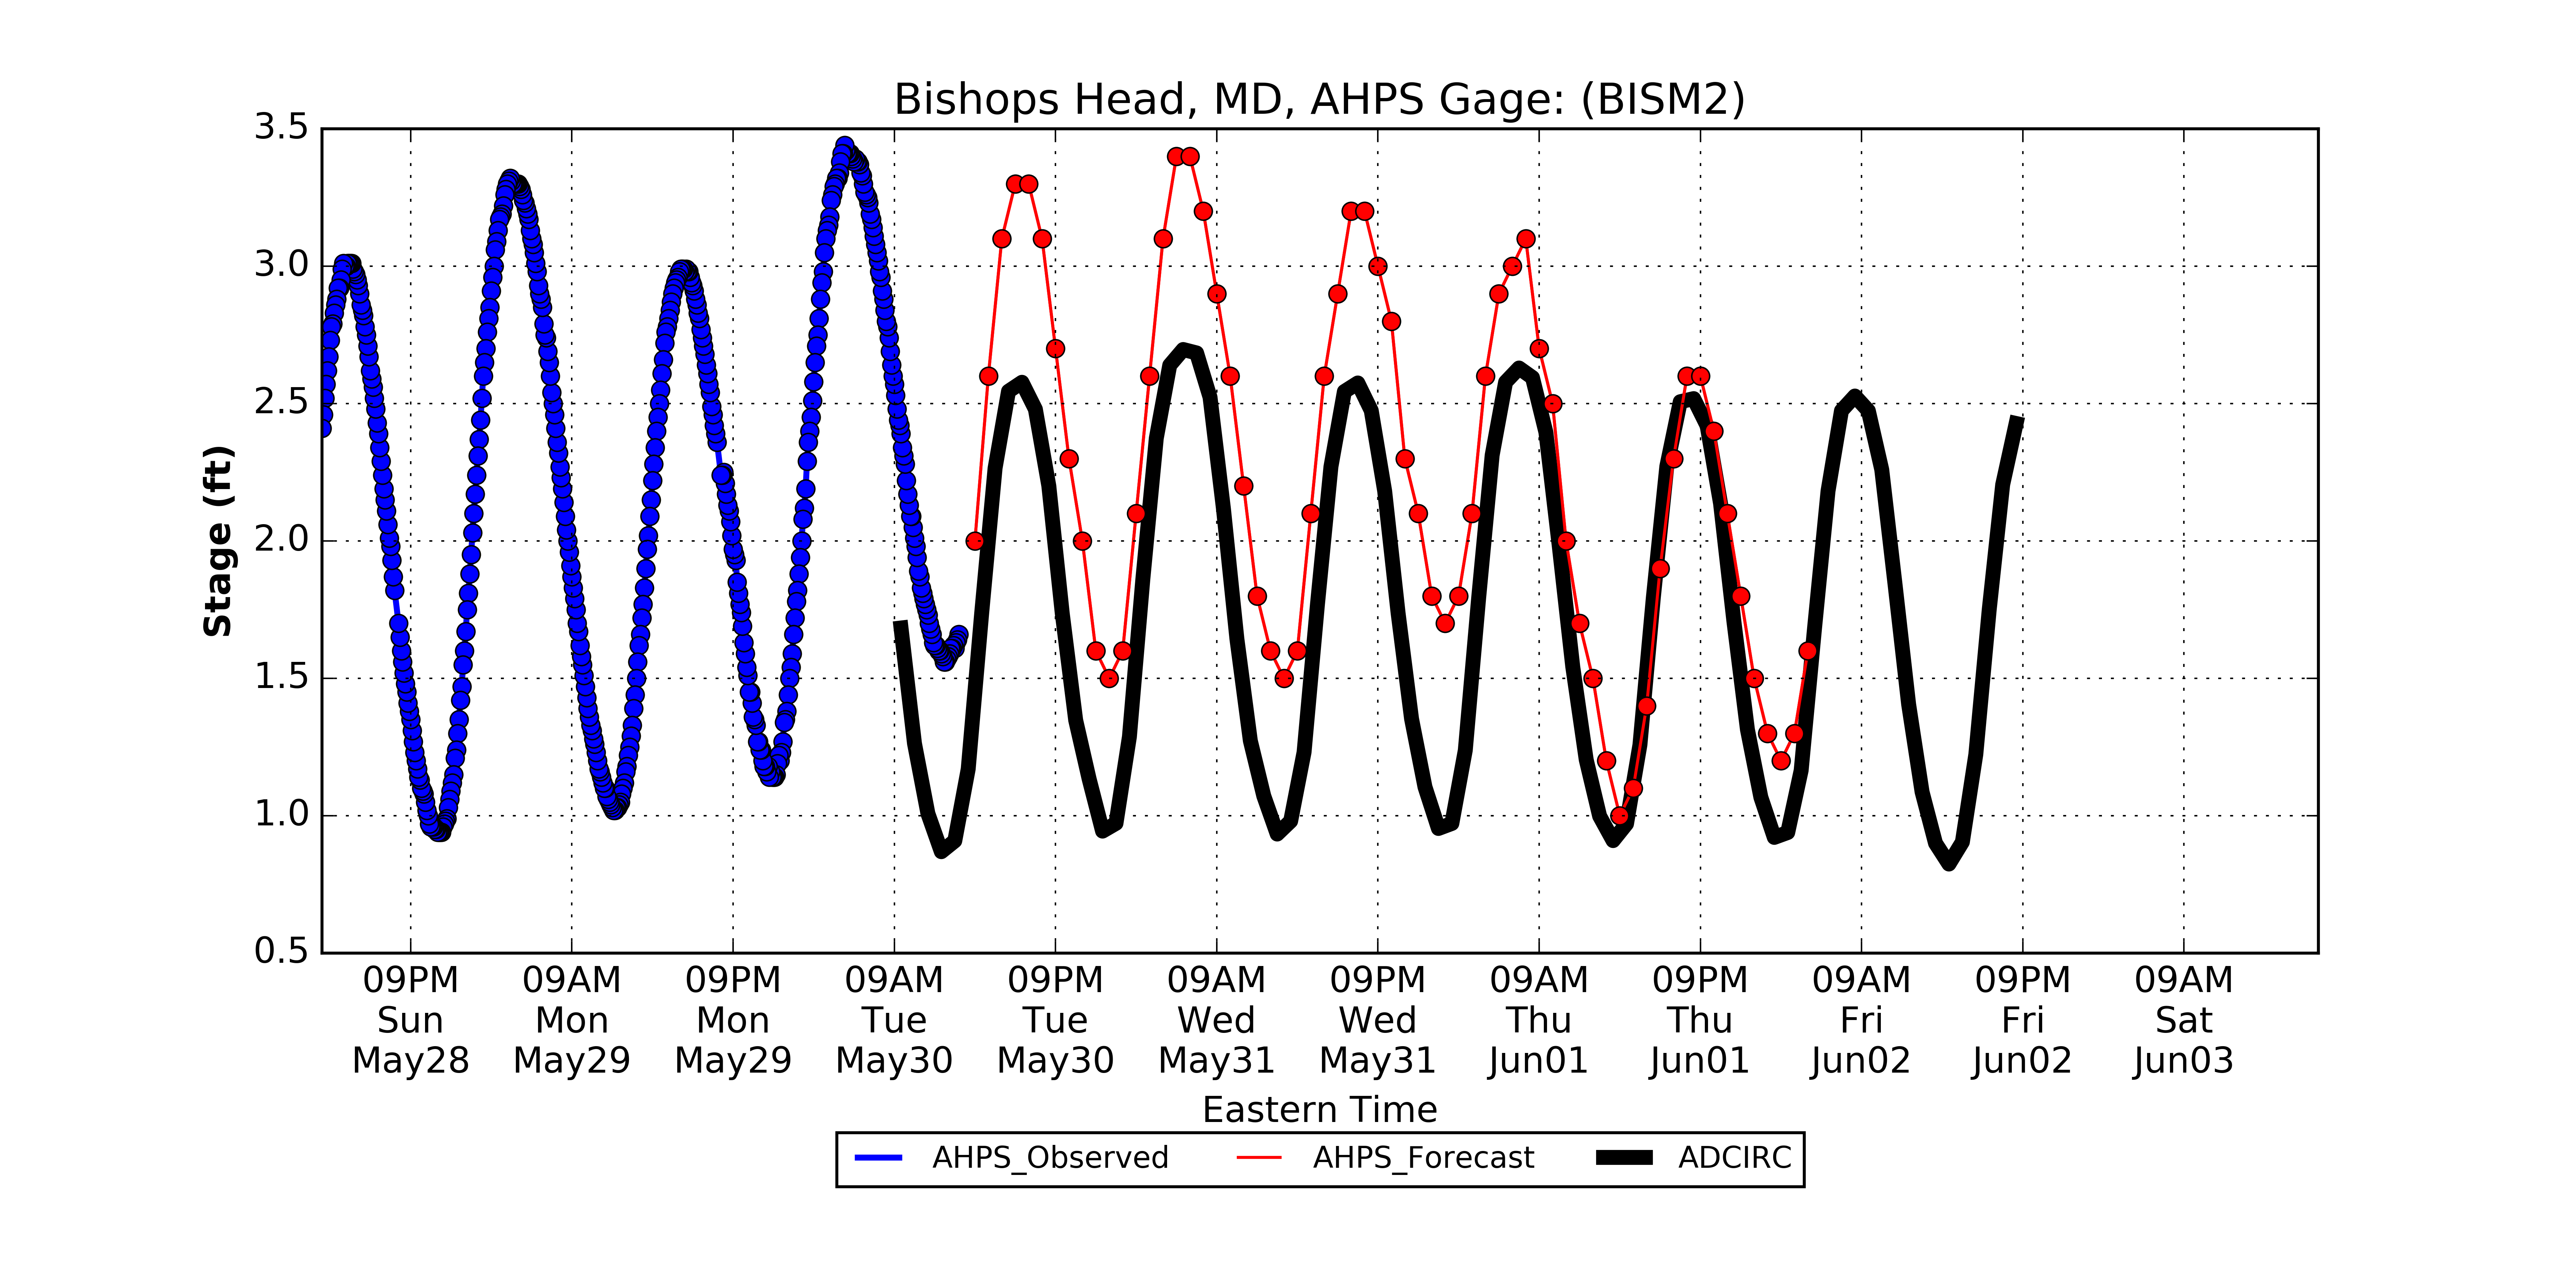 Bishops Head, MD, AHPS Gage: (BISM2)
3.5
3.0
2.5
2.0
1.5
1.0
0.5
Stage (ft)
09PM 09AM 09PM 09AM 09PM 09AM 09PM 09AM 09PM 09AM 09PM 09AM
Sun Mon Mon Tue Tue Wed Wed Thu Thu Fri Fri Sat
May28 May29 May29 May30 May30 May31 May31 Jun01 Jun01 Jun02 Jun02 Jun03
Eastern Time
AHPS_Observed AHPS_Forecast ADCIRC